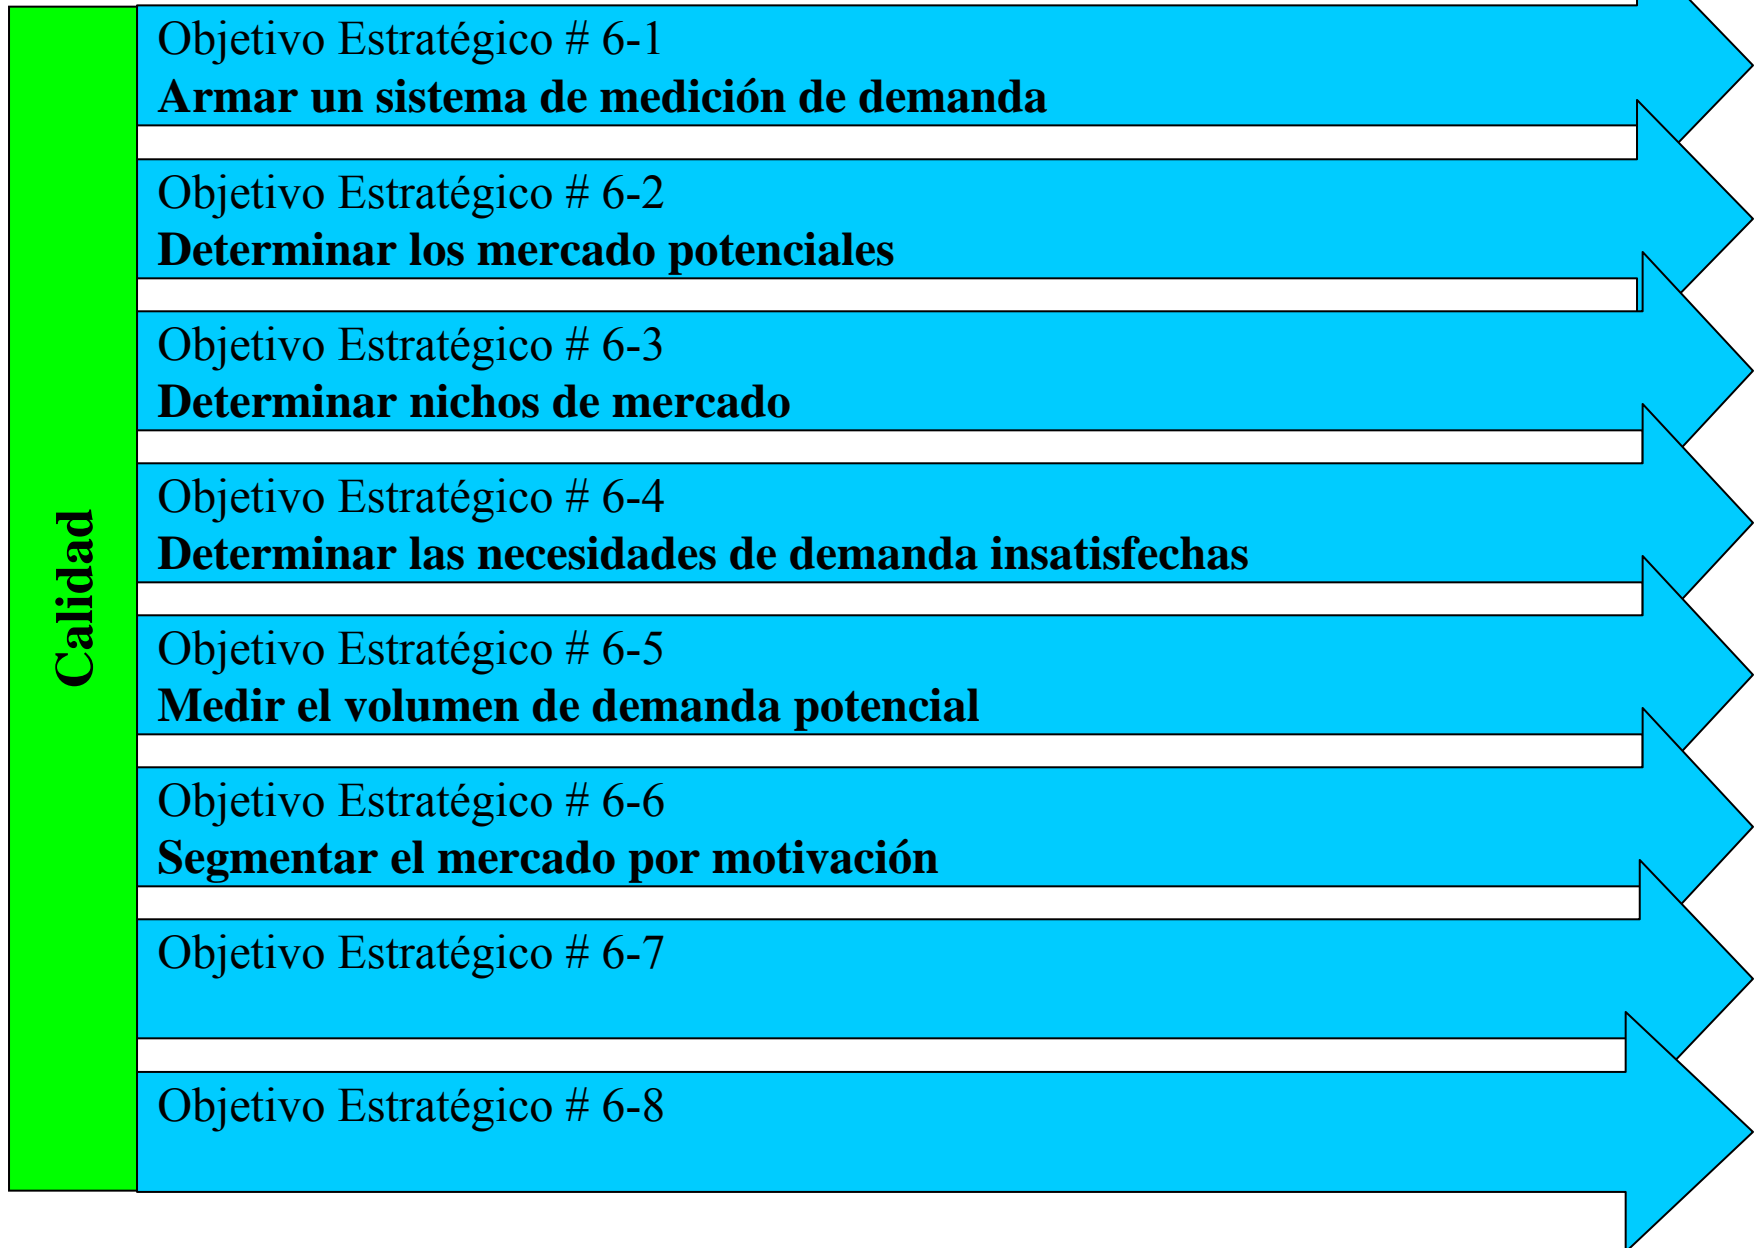 Calidad
Objetivo Estratégico # 6-1
Armar un sistema de medición de demanda
Objetivo Estratégico # 6-2
Determinar los mercado potenciales
Objetivo Estratégico # 6-3
Determinar nichos de mercado
Objetivo Estratégico # 6-4
Determinar las necesidades de demanda insatisfechas
Objetivo Estratégico # 6-5
Medir el volumen de demanda potencial
Objetivo Estratégico # 6-6
Segmentar el mercado por motivación
Objetivo Estratégico # 6-7
Objetivo Estratégico # 6-8